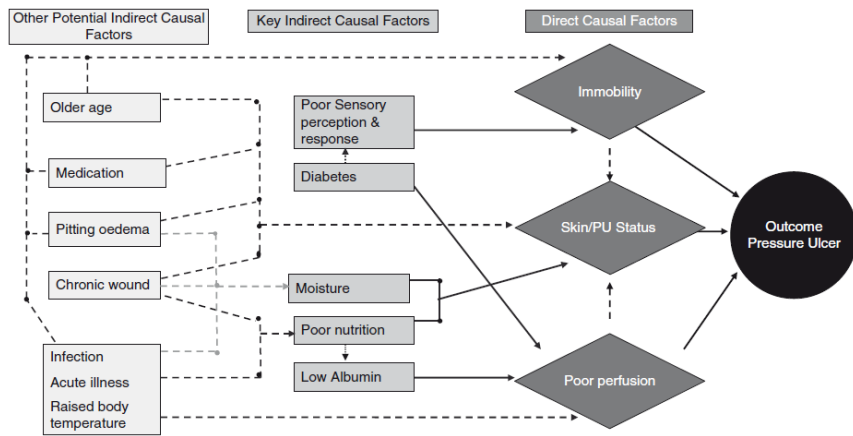 Other Potential Indirect Causal
Factors
Key Indirect Causal Factors
Direct Causal Factors
Older age
Medication
Pitting oedema
Chronic wound
Infection
Acute illness
Raised body
temperature
Poor Sensory
perception &
response
Diabetes
Moisture
Poor nutrition
Low Albumin
Immobility
Skin/PU Status
Poor perfusion
Outcome
Pressure Ulcer